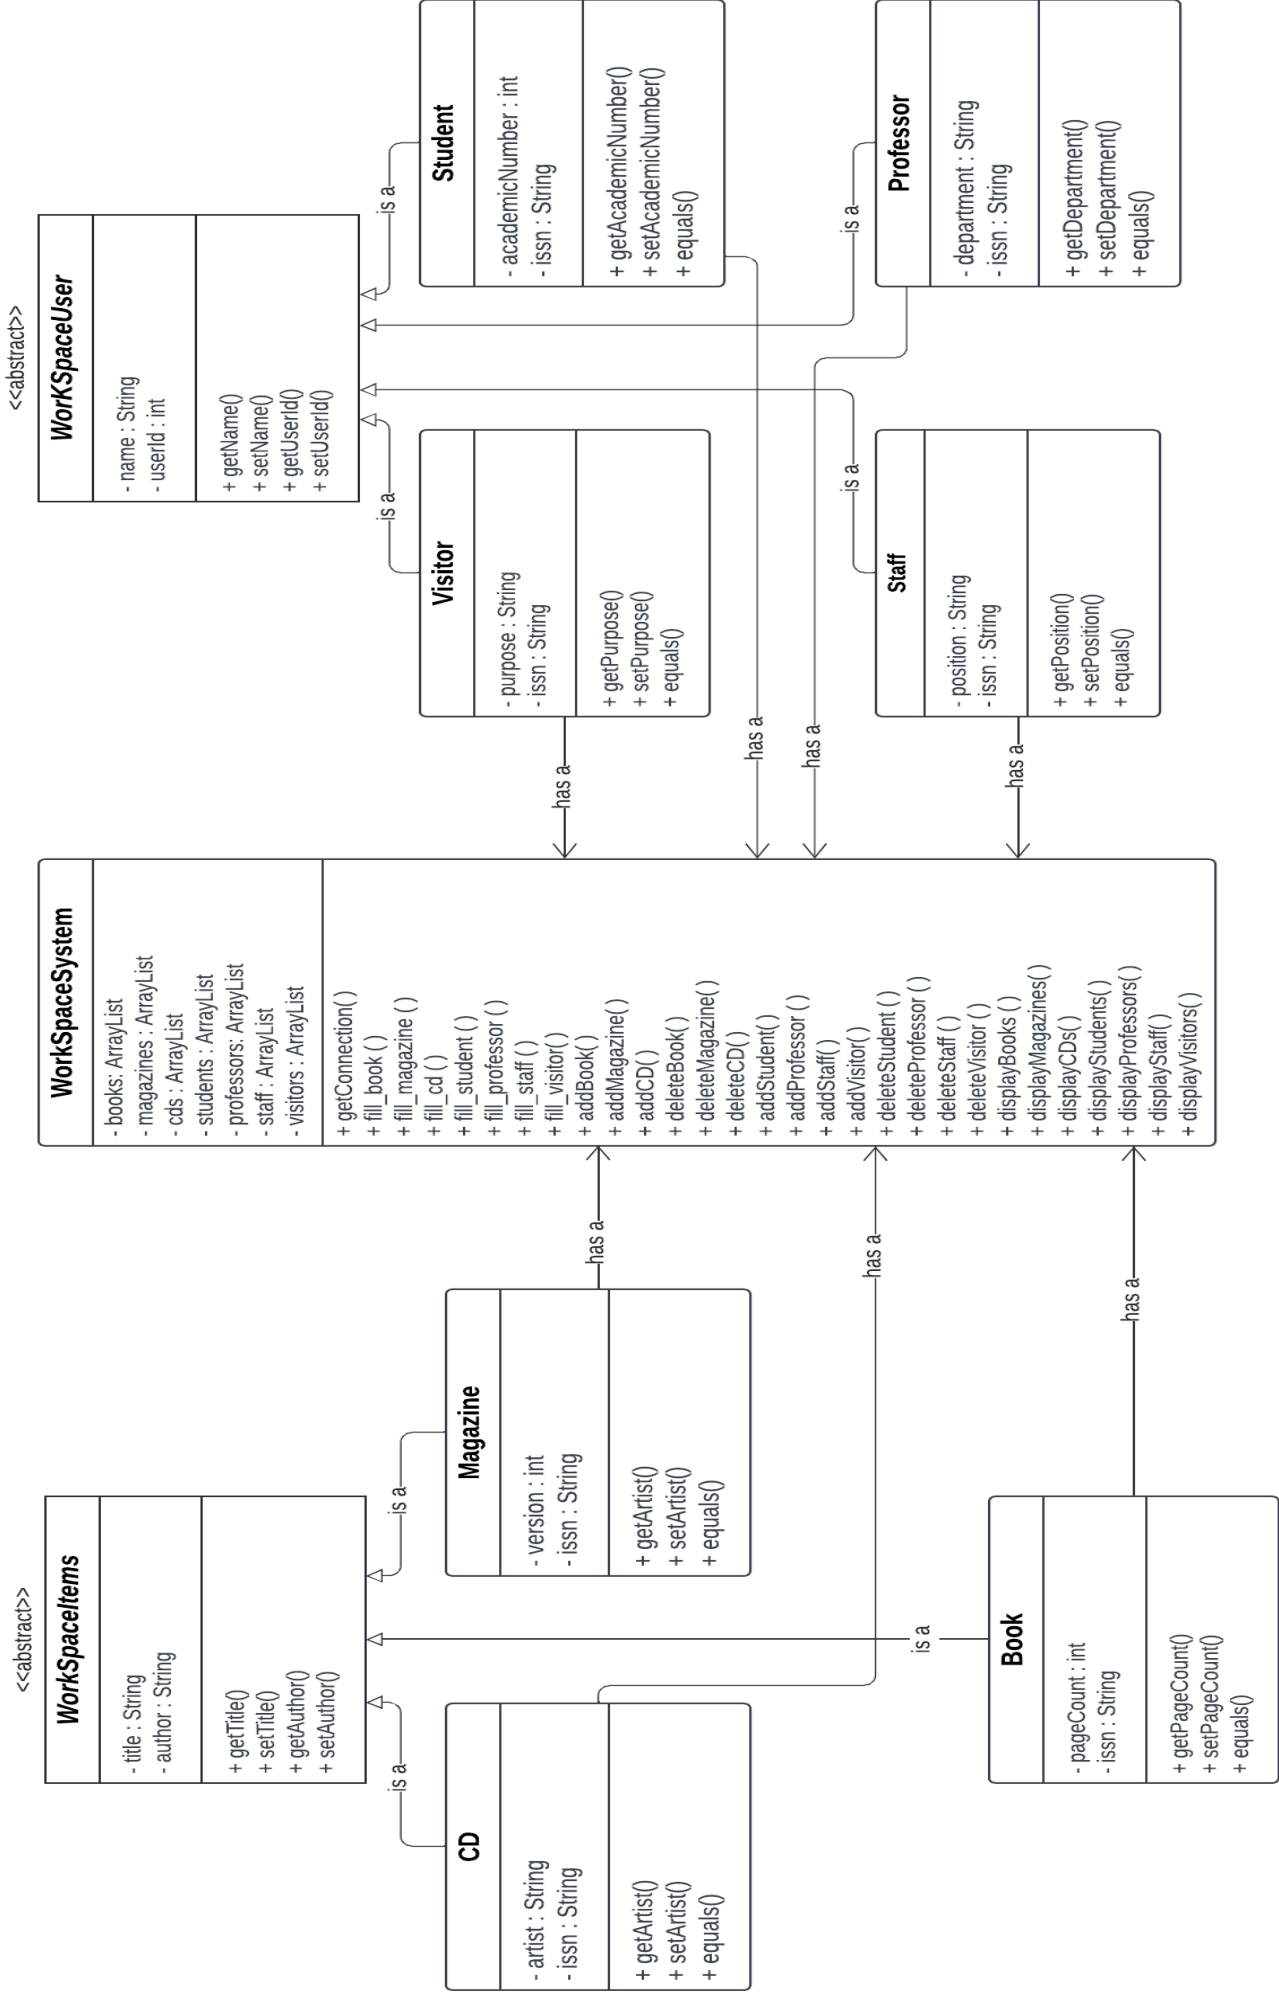 <<abstract>>
WorkSpaceItems
- title : String
- author : String
+ getTitle()
+ setTitle()
+ getAuthor()
+ setAuthor()
is a
is a
is a
CD
- artist : String
- issn : String
+ getArtist()
+ setArtist()
+ equals()
Magazine
- version : int
- issn : String
+ getArtist()
+ setArtist()
+ equals()
Book
- pageCount : int
- issn : String
+ getPageCount()
+ setPageCount()
+ equals()
has a
has a
has a
WorkSpaceSystem
- books: ArrayList
- magazines : ArrayList
- cds : ArrayList
- students : ArrayList
- professors: ArrayList
- staff : ArrayList
- visitors : ArrayList
+ getConnection( )
+ fill_book ( )
+ fill_magazine ( )
+ fill_cd ( )
+ fill_student ( )
+ fill_professor ( )
+ fill_staff ( )
+ fill_visitor( )
+ addBook()
+ addMagazine( )
+ addCD( )
+ deleteBook( )
+ deleteMagazine( )
+ deleteCD( )
+ addStudent( )
+ addProfessor ( )
+ addStaff( )
+ addVisitor( )
+ deleteStudent ( )
+ deleteProfessor ( )
+ deleteStaff ( )
+ deleteVisitor ( )
+ displayBooks ( )
+ displayMagazines( )
+ displayCDs( )
+ displayStudents( )
+ displayProfessors( )
+ displayStaff( )
+ displayVisitors( )
has a
has a
has a
has a
<<abstract>>
WorKSpaceUser
- name : String
- userId : int
+ getName()
+ setName()
+ getUserId()
+ setUserId()
is a
is a
is a
is a
Visitor
- purpose : String
- issn : String
+ getPurpose()
+ setPurpose()
+ equals()
Student
- academicNumber : int
- issn : String
+ getAcademicNumber()
+ setAcademicNumber()
+ equals()
Staff
- position : String
- issn : String
+ getPosition()
+ setPosition()
+ equals()
Professor
- department : String
- issn : String
+ getDepartment()
+ setDepartment()
+ equals()